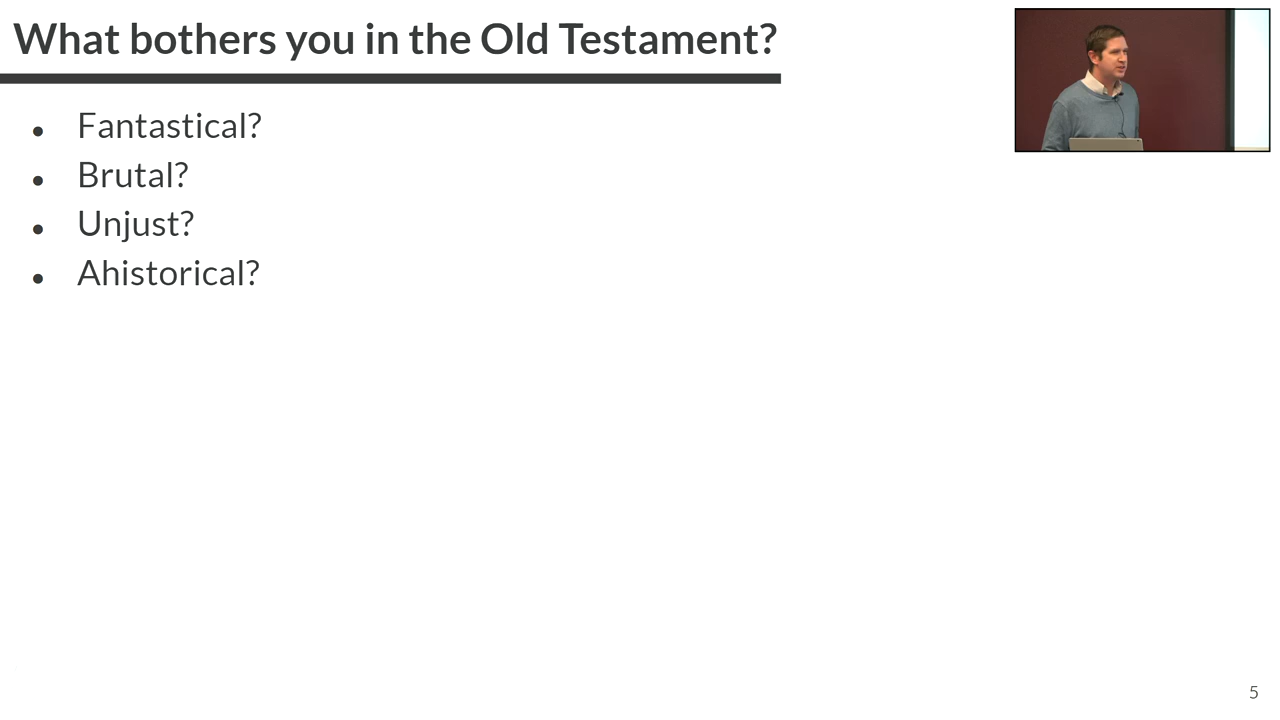 What bothers you in the Old Testament?
• Fantastical?
• Brutal?
• Unjust?
• Ahistorical?
5